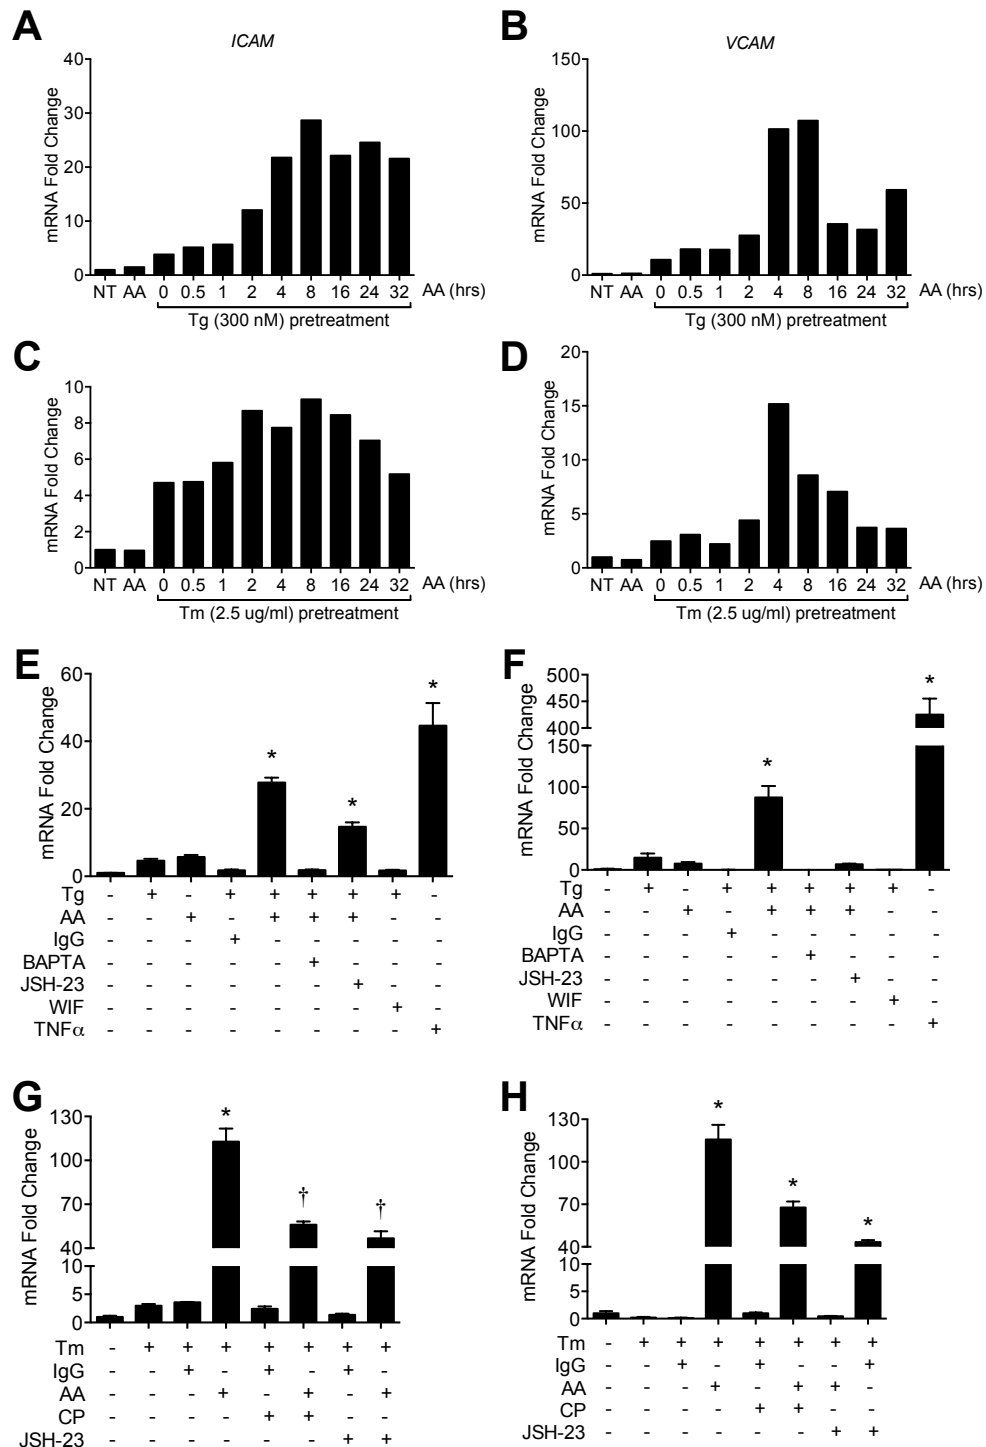 A
B
ICAM
VCAM
mRNA Fold Change
40
30
20
10
0
NT AA 0 0.5 1 2 4 8 16 24 32 AA (hrs)
Tg (300 nM) pretreatment
mRNA Fold Change
150
100
50
0
NT AA 0 0.5 1 2 4 8 16 24 32 AA (hrs)
Tg (300 nM) pretreatment
C
D
mRNA Fold Change
10
8
6
4
2
0
NT AA 0 0.5 1 2 4 8 16 24 32 AA (hrs)
Tm (2.5 ug/ml) pretreatment
mRNA Fold Change
20
15
10
5
0
NT AA 0 0.5 1 2 4 8 16 24 32 AA (hrs)
Tm (2.5 ug/ml) pretreatment
E
mRNA Fold Change
60
40
20
0
* * *
Tg - + - + + + + + -
AA - - + - + + + - -
IgG - - - + - - - - -
BAPTA - - - - - + - - -
JSH-23 - - - - - - + - -
WIF - - - - - - - + -
TNFα - - - - - - - - +
F
mRNA Fold Change
500
450
400
150
100
50
0
* *
Tg - + - + + + + + -
AA - - + - + + + - -
IgG - - - + - - - - -
BAPTA - - - - - + - - -
JSH-23 - - - - - - + - -
WIF - - - - - - - + -
TNFα - - - - - - - - +
G
mRNA Fold Change
130
100
70
40
10
5
0
* † †
Tm - + + + + + + +
IgG - - + - + - + -
AA - - - + - + - +
CP - - - - + + - -
JSH-23 - - - - - - + +
H
mRNA Fold Change
130
70
40
10
5
0
* * *
Tm - + + + + + + +
IgG - - + - + - - +
AA - - - + - + + -
CP - - - - + + - -
JSH-23 - - - - - - + +